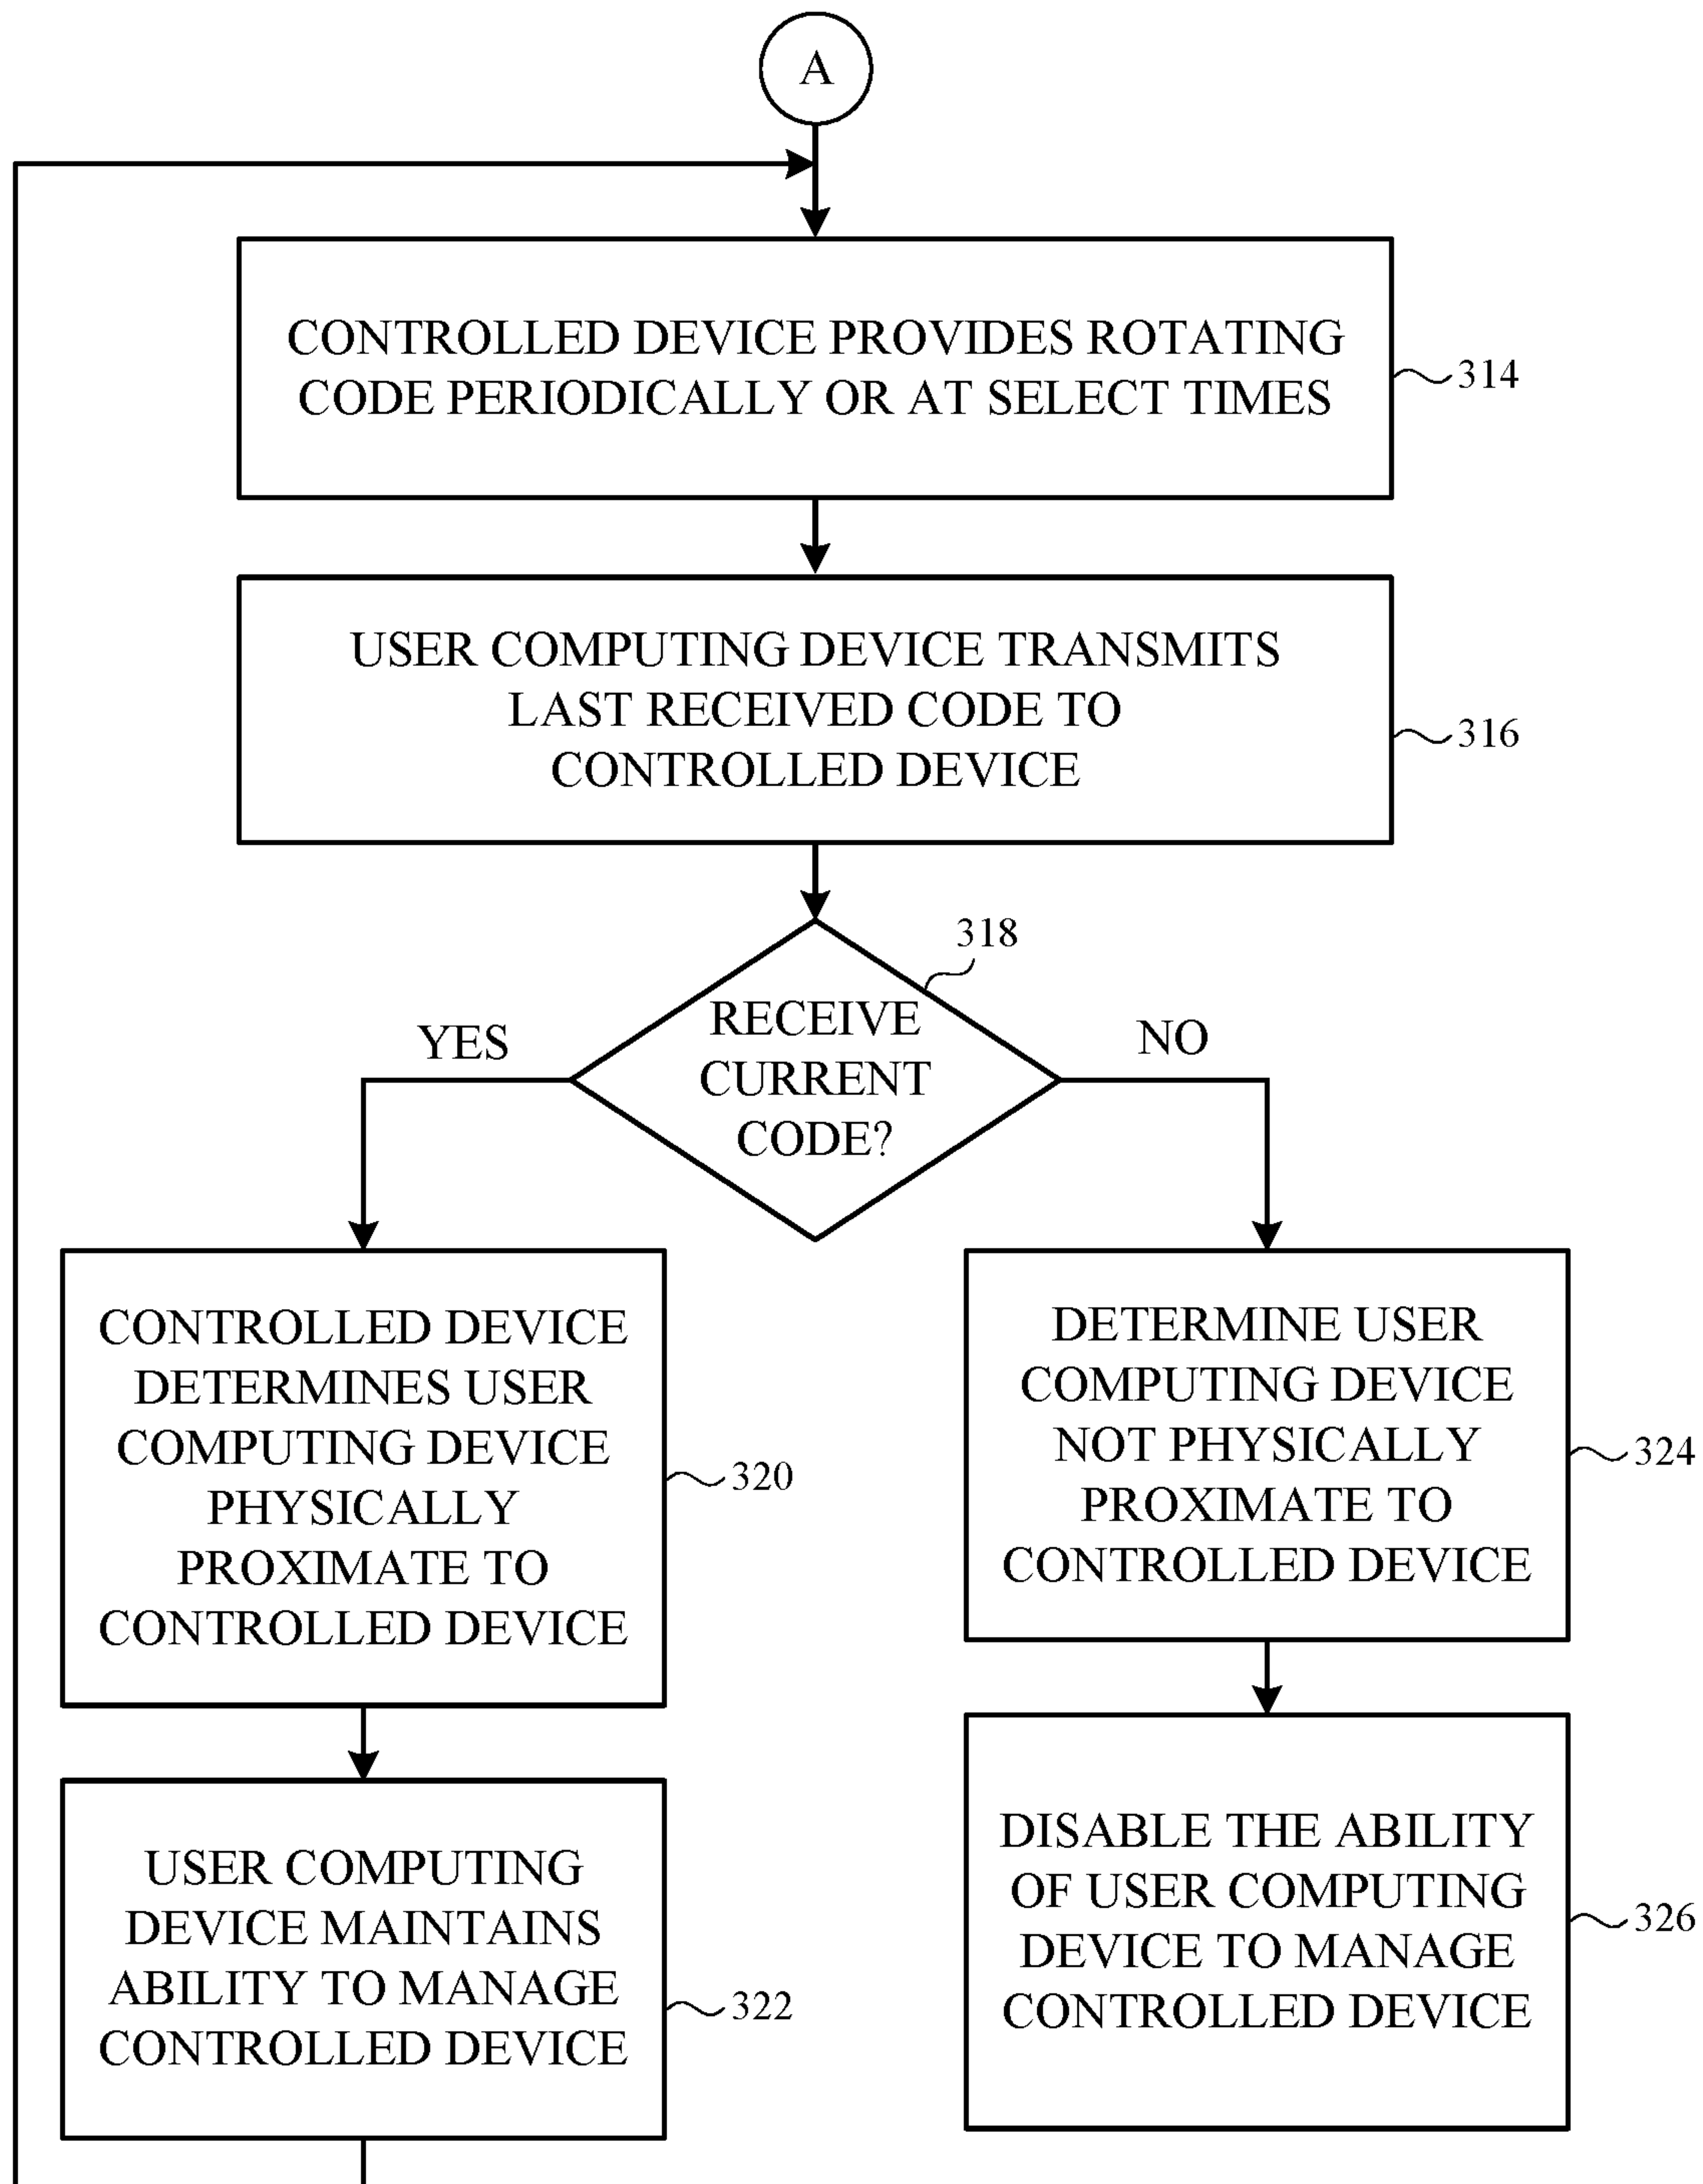 A
CONTROLLED DEVICE PROVIDES ROTATING
CODE PERIODICALLY OR AT SELECT TIMES
314
USER COMPUTING DEVICE TRANSMITS
LAST RECEIVED CODE TO
CONTROLLED DEVICE
316
318
RECEIVE
CURRENT
CODE?
YES
NO
CONTROLLED DEVICE
DETERMINES USER
COMPUTING DEVICE
PHYSICALLY
PROXIMATE TO
CONTROLLED DEVICE
320
DETERMINE USER
COMPUTING DEVICE
NOT PHYSICALLY
PROXIMATE TO
CONTROLLED DEVICE
324
USER COMPUTING
DEVICE MAINTAINS
ABILITY TO MANAGE
CONTROLLED DEVICE
322
DISABLE THE ABILITY
OF USER COMPUTING
DEVICE TO MANAGE
CONTROLLED DEVICE
326